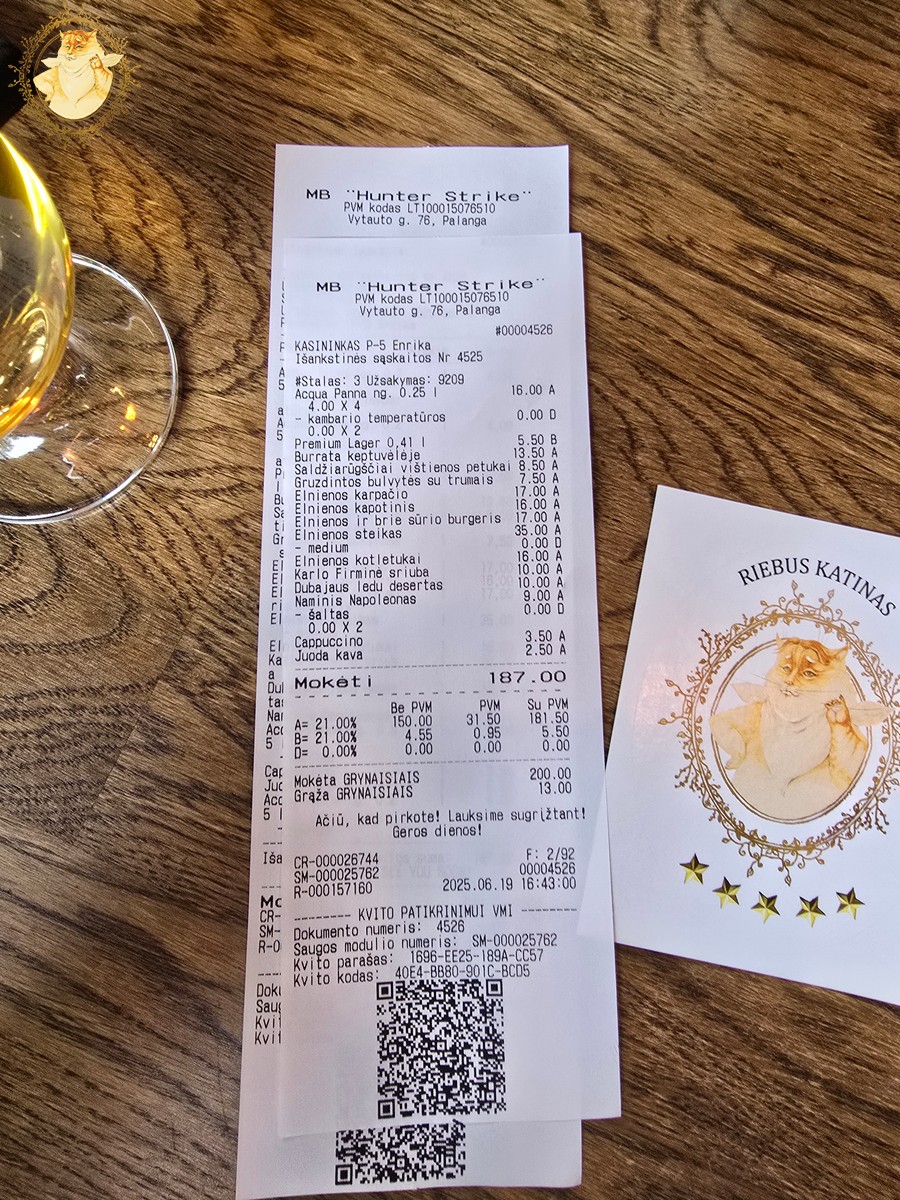 MB "Hunter Strike"
PVM kodas LT100015076510
Vytauto g. 76, Palanga
MB "Hunter Strike"
PVM kodas LT100015076510
Vytauto g. 76, Palanga
#00004526
KASININKAS P-5 Enrika
Išankstinės sąskaitos Nr 4525
#Stalas: 3 Užsakymas: 9209
Acqua Panna ng. 0.25 l 16.00 A
4.00 X 4
- kambario temperatūros 0.00 D
0.00 X 2
Premium Lager 0,41 l 5.50 B
Burrata keptuvėlėje 13.50 A
Saldžiarūgščiai vištienos petukai 8.50 A
Gruzdintos bulvytės su trumais 7.50 A
Elnienos karpačio 17.00 A
Elnienos kapotinis 16.00 A
Elnienos ir brie sūrio burgeris 17.00 A
Elnienos steikas 35.00 A
- medium 0.00 D
Elnienos kotletukai 16.00 A
Karlo Firminė sriuba 10.00 A
Dubajaus ledu desertas 10.00 A
Naminis Napoleonas 9.00 A
- šaltas 0.00 D
0.00 X 2
Cappuccino 3.50 A
Juoda kava 2.50 A
Mokėti 187.00
Be PVM PVM Su PVM
A= 21.00% 150.00 31.50 181.50
B= 21.00% 4.55 0.95 5.50
D= 0.00% 0.00 0.00 0.00
Mokėta GRYNAISIAIS 200.00
Grąža GRYNAISIAIS 13.00
Ačiū, kad pirkote! Lauksime sugrįžtant!
Geros dienos!
CR-000026744 F: 2/92
SM-000025762 00004526
R-000157160 2025.06.19 16:43:00
--------- KVITO PATIKRINIMUI VMI ---------
Dokumento numeris: 4526
Saugos modulio numeris: SM-000025762
Kvito parašas: 1696-EE25-189A-CC57
Kvito kodas: 40E4-BB80-901C-BCD5
RIEBUS KATINAS